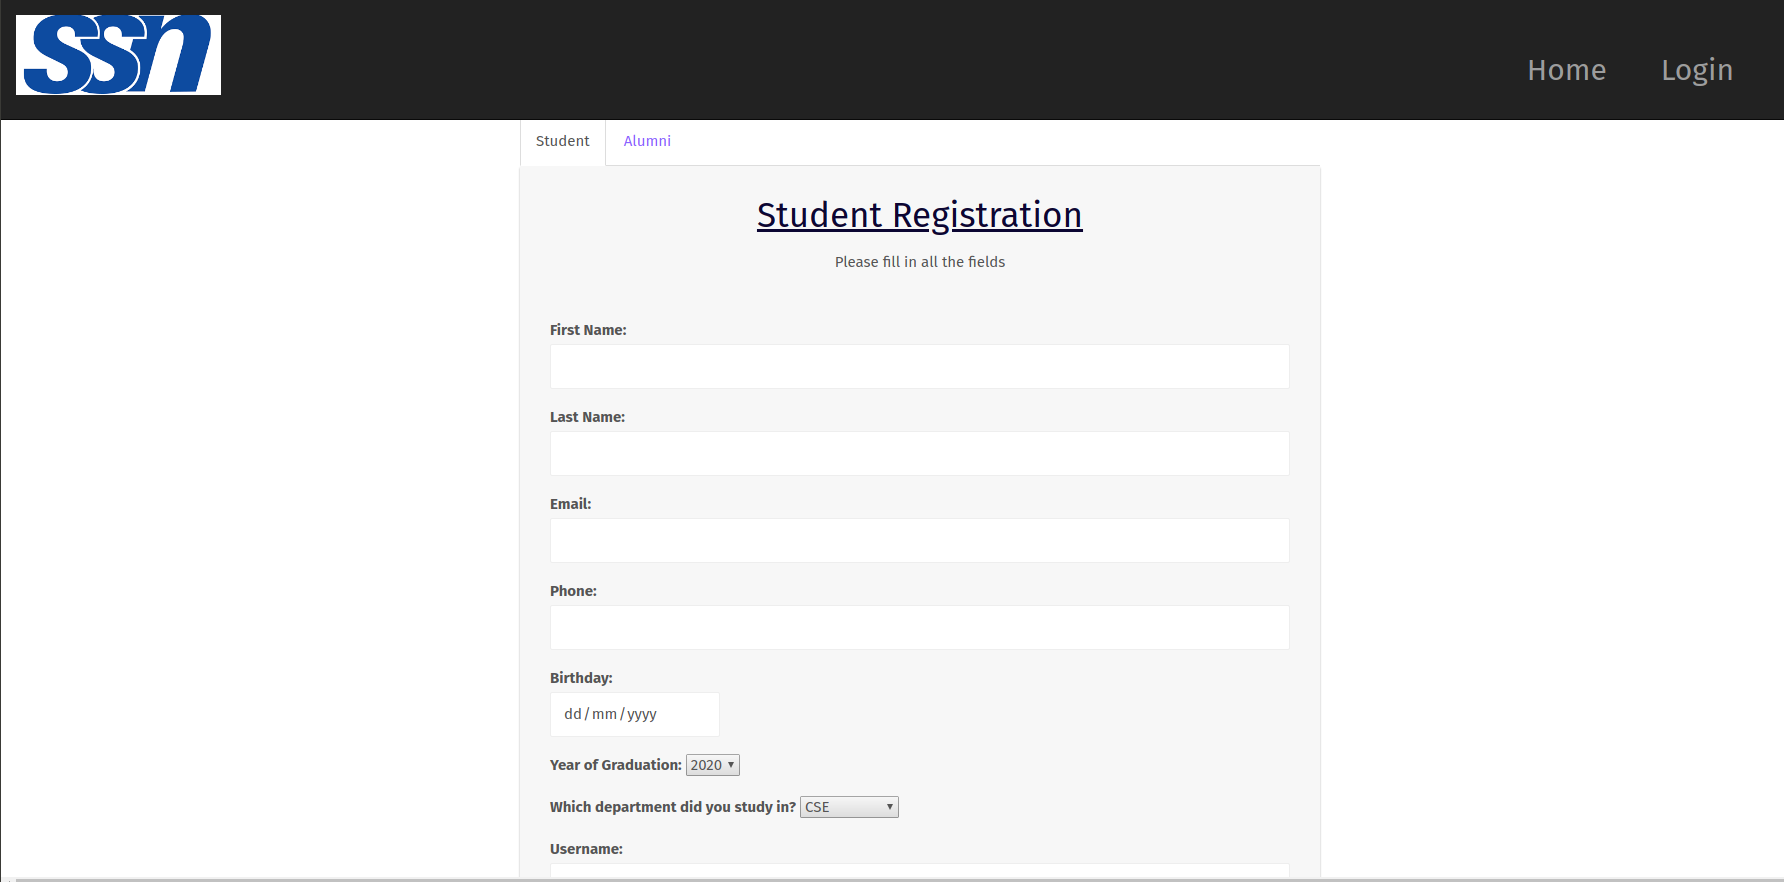 ssn
Home Login
Student Alumni
Student Registration
Please fill in all the fields
First Name:
Last Name:
Email:
Phone:
Birthday:
dd/mm/yyyy
Year of Graduation: 2020
Which department did you study in? CSE
Username: